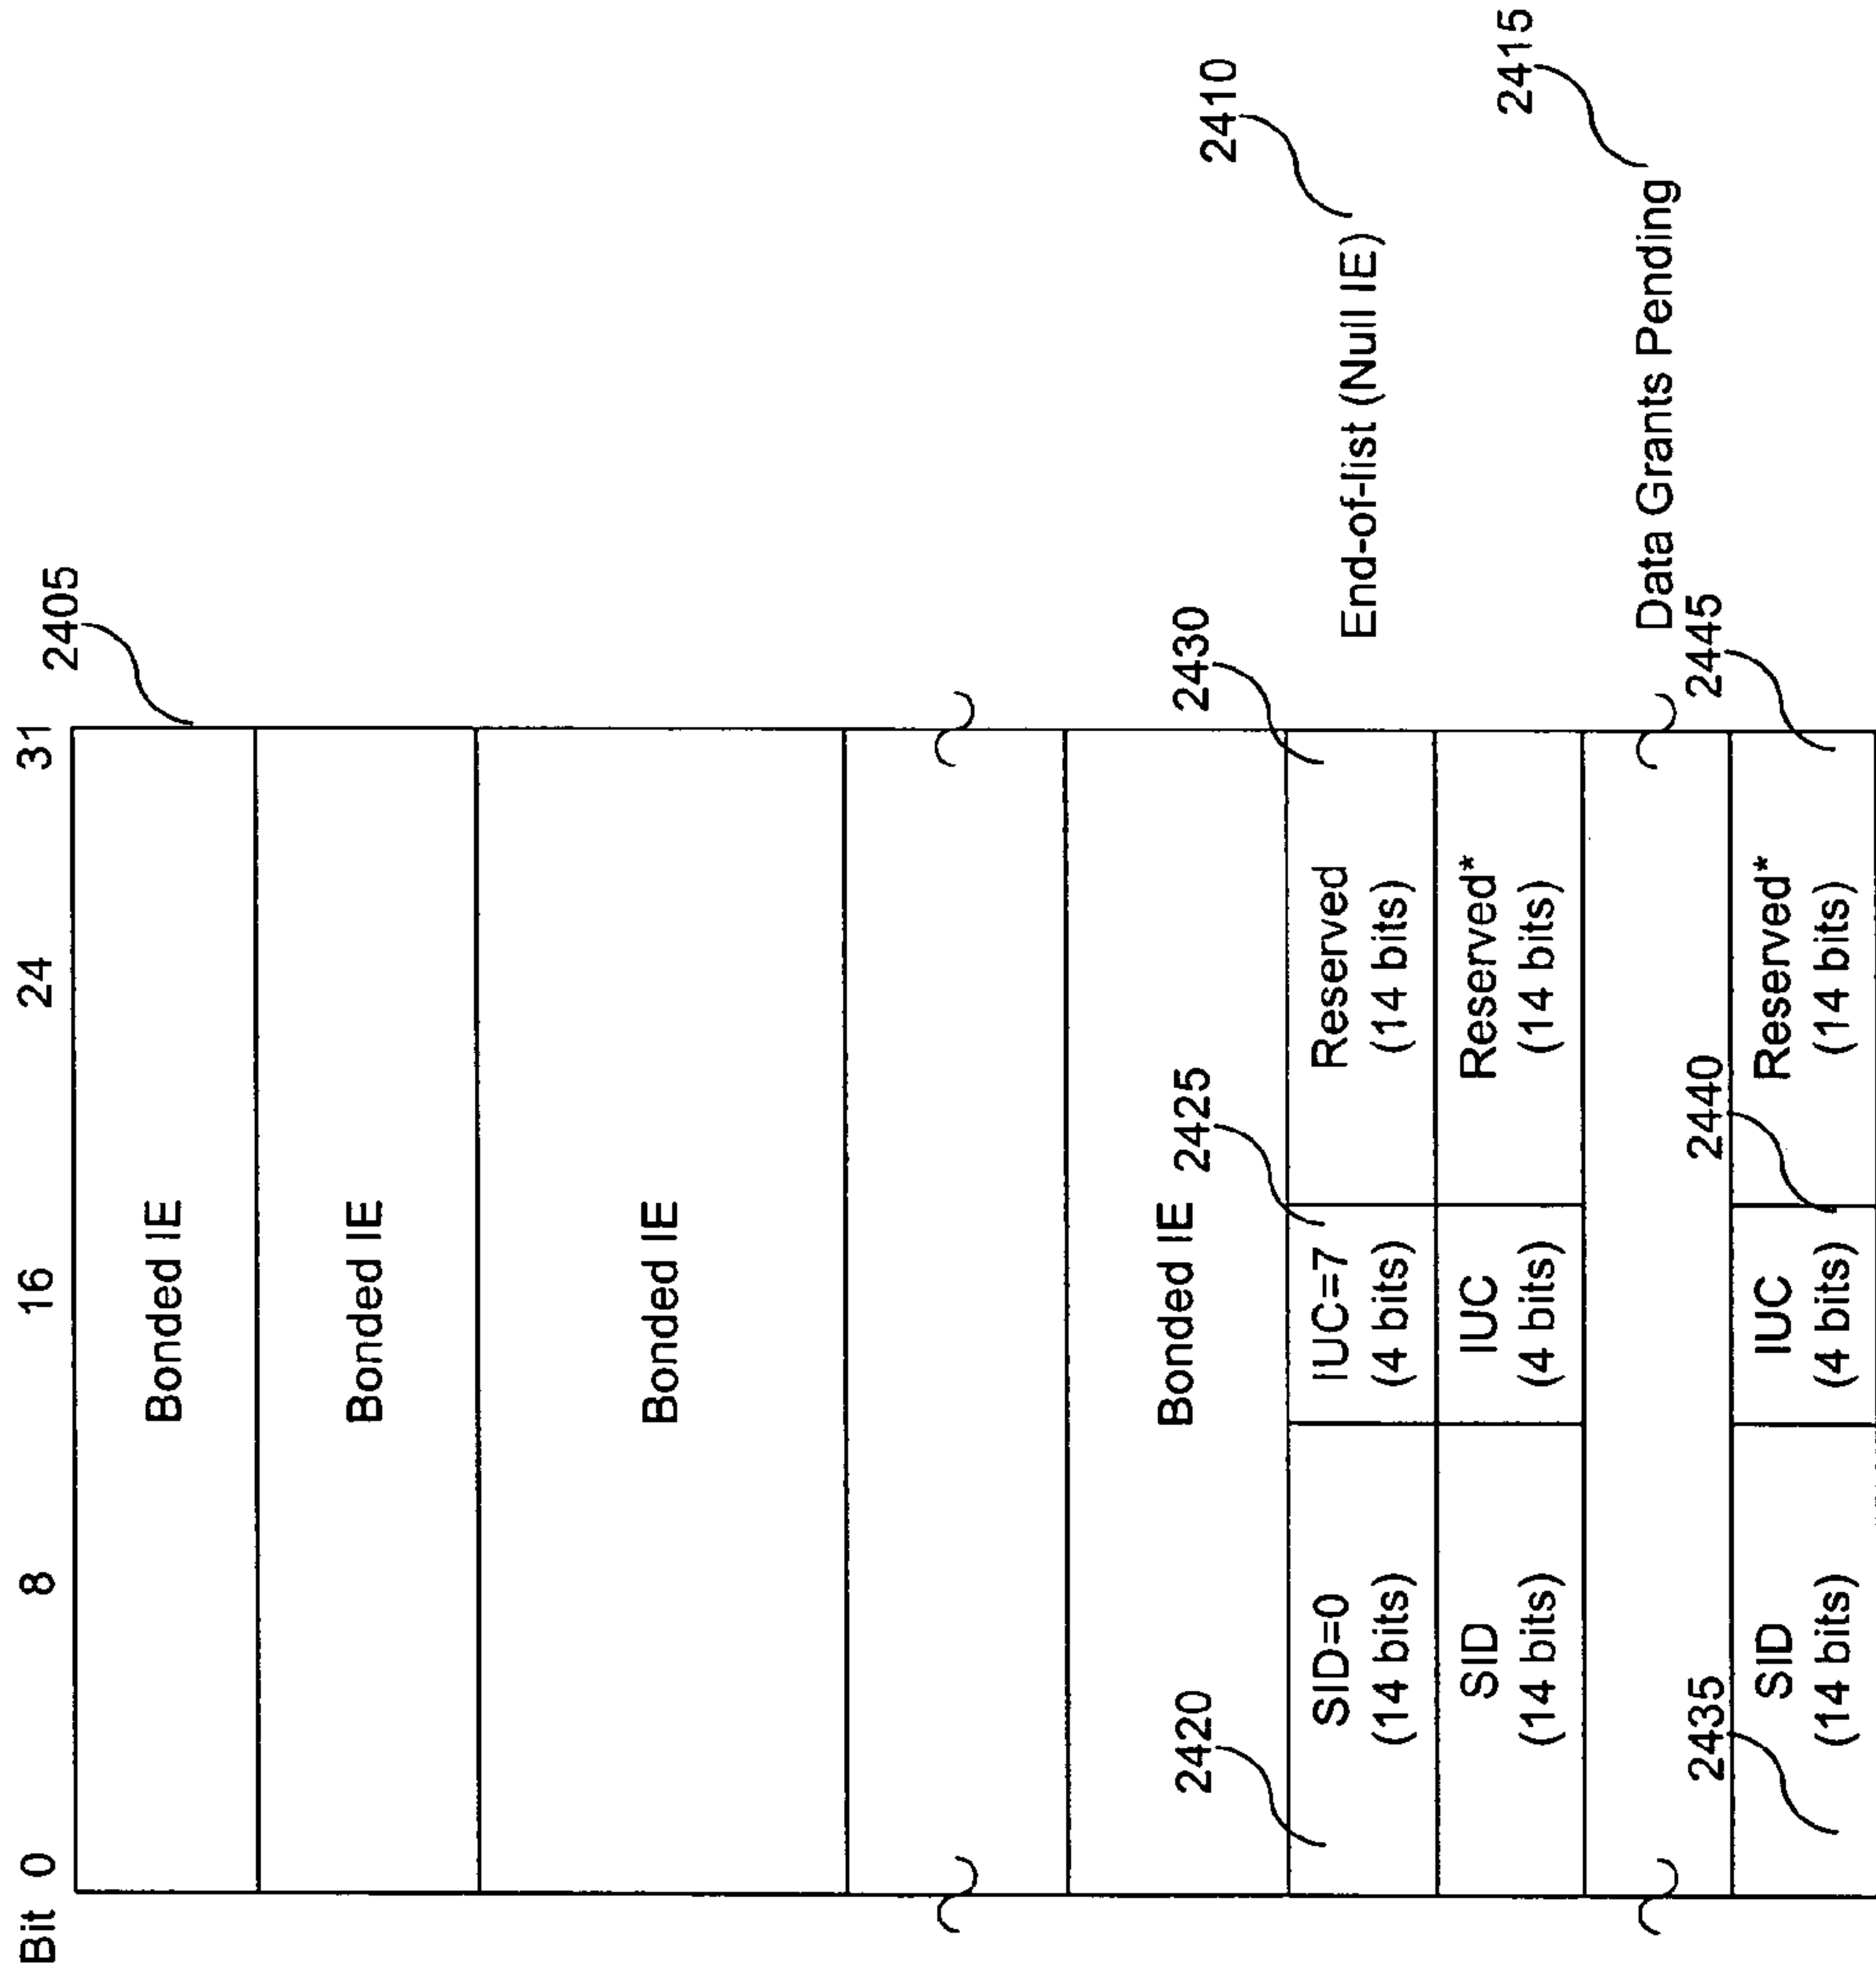 Bit 0 8 16 24 31
2405
Bonded IE
Bonded IE
Bonded IE
Bonded IE
2420
2425
2430
2410
SID=0
(14 bits)
IUC=7
(4 bits)
Reserved
(14 bits)
End-of-list (Null IE)
SID
(14 bits)
IUC
(4 bits)
Reserved*
(14 bits)
2415
Data Grants Pending
2435
2440
2445
SID
(14 bits)
IUC
(4 bits)
Reserved*
(14 bits)